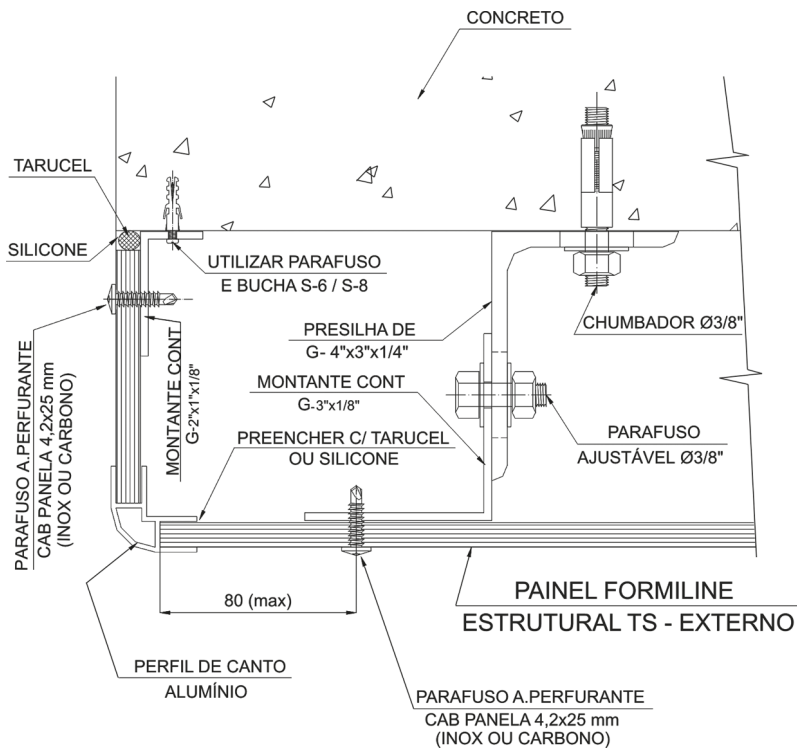 CONCRETO
TARUCEL
SILICONE
UTILIZAR PARAFUSO
E BUCHA S-6 / S-8
CHUMBADOR Ø3/8"
PRESILHA DE
G- 4"x3"x1/4"
MONTANTE CONT
G-3"x1/8"
PARAFUSO
AJUSTÁVEL Ø3/8"
MONTANTE CONT
G-2"x1"x1/8"
PARAFUSO A.PERFURANTE
CAB PANELA 4,2x25 mm
(INOX OU CARBONO)
PREENCHER C/ TARUCEL
OU SILICONE
80 (max)
PAINEL FORMILINE
ESTRUTURAL TS - EXTERNO
PERFIL DE CANTO
ALUMÍNIO
PARAFUSO A.PERFURANTE
CAB PANELA 4,2x25 mm
(INOX OU CARBONO)